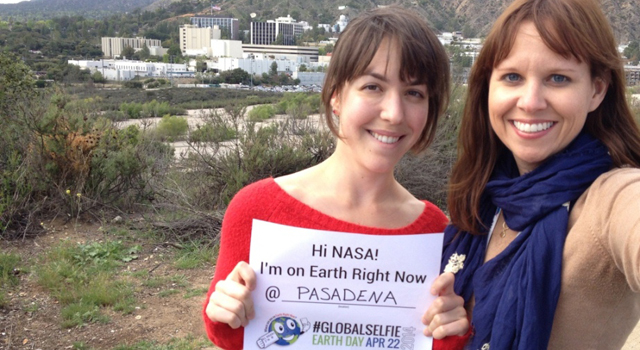 Hi NASA!
I'm on Earth Right Now
@ PASADENA
#GLOBALSELFIE
EARTH DAY APR 22